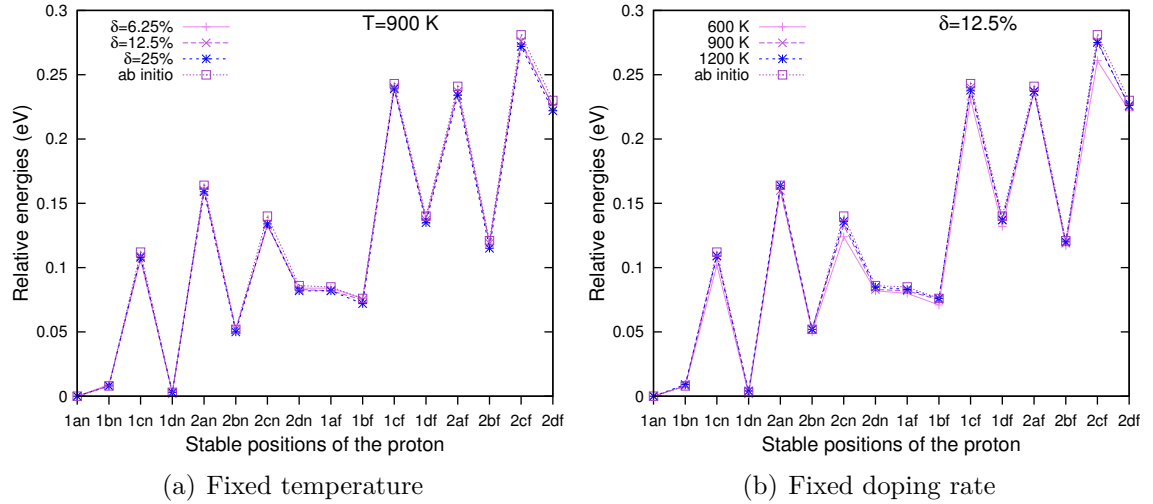 0.3
0.25
0.2
0.15
0.1
0.05
0
Relative energies (eV)
δ=6.25%
δ=12.5%
δ=25%
ab initio
T=900 K
1an 1bn 1cn 1dn 2an 2bn 2cn 2dn 1af 1bf 1cf 1df 2af 2bf 2cf 2df
Stable positions of the proton
(a) Fixed temperature
0.3
0.25
0.2
0.15
0.1
0.05
0
Relative energies (eV)
600 K
900 K
1200 K
ab initio
δ=12.5%
1an 1bn 1cn 1dn 2an 2bn 2cn 2dn 1af 1bf 1cf 1df 2af 2bf 2cf 2df
Stable positions of the proton
(b) Fixed doping rate